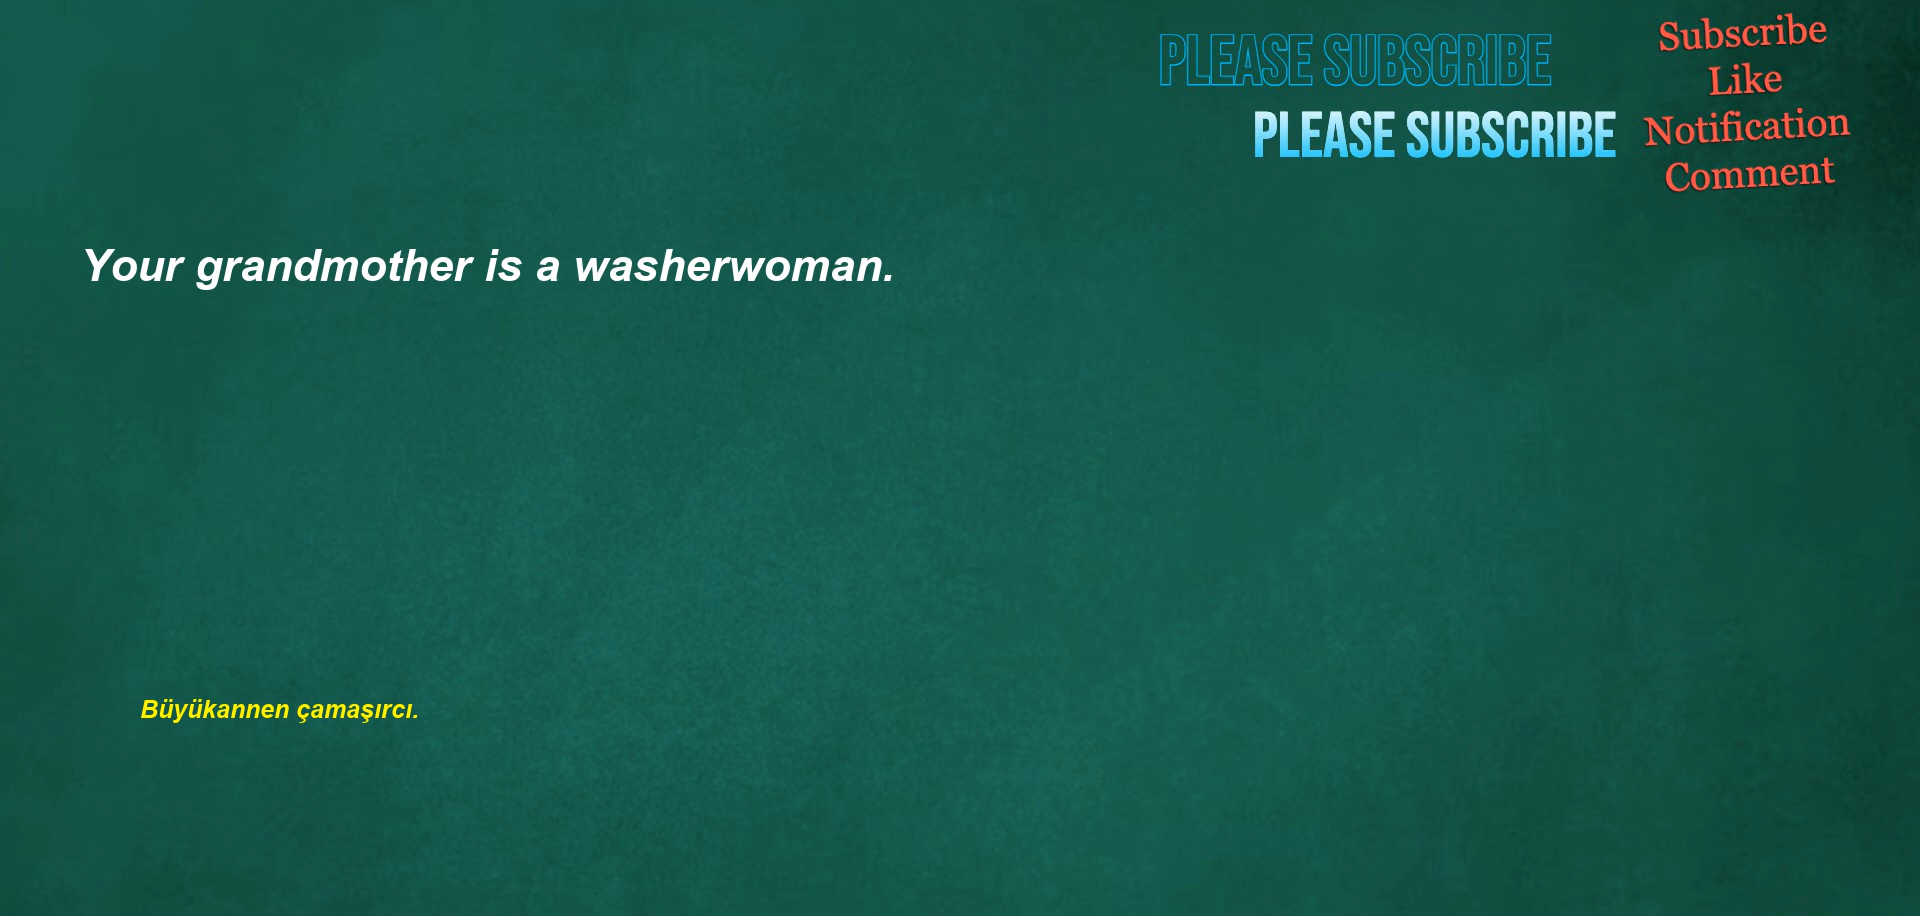 PLEASE SUBSCRIBE
PLEASE SUBSCRIBE
Subscribe
Like
Notification
Comment
Your grandmother is a washerwoman.
Büyükannen çamaşırcı.